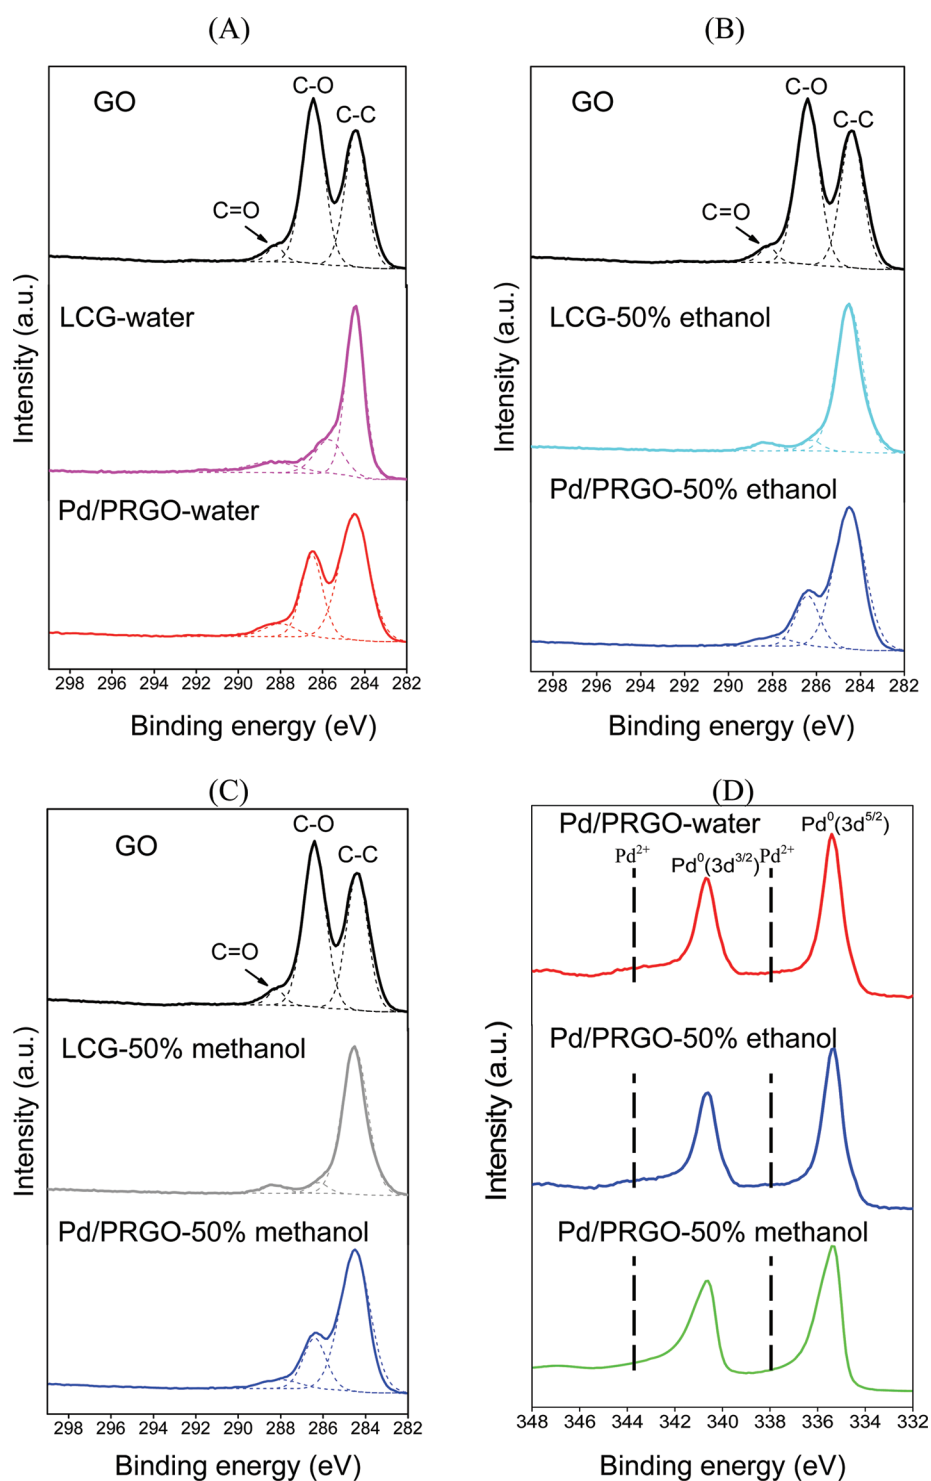 (A)
GO
C-O
C-C
C=O
LCG-water
Pd/PRGO-water
Intensity (a.u.)
298 296 294 292 290 288 286 284 282
Binding energy (eV)
(B)
GO
C-O
C-C
C=O
LCG-50% ethanol
Pd/PRGO-50% ethanol
Intensity (a.u.)
298 296 294 292 290 288 286 284 282
Binding energy (eV)
(C)
GO
C-O
C-C
C=O
LCG-50% methanol
Pd/PRGO-50% methanol
Intensity (a.u.)
298 296 294 292 290 288 286 284 282
Binding energy (eV)
(D)
Pd/PRGO-water
Pd⁰(3d⁵ᐟ²)
Pd²⁺
Pd⁰(3d³ᐟ²)
Pd²⁺
Pd/PRGO-50% ethanol
Pd/PRGO-50% methanol
Intensity (a.u.)
348 346 344 342 340 338 336 334 332
Binding energy (eV)